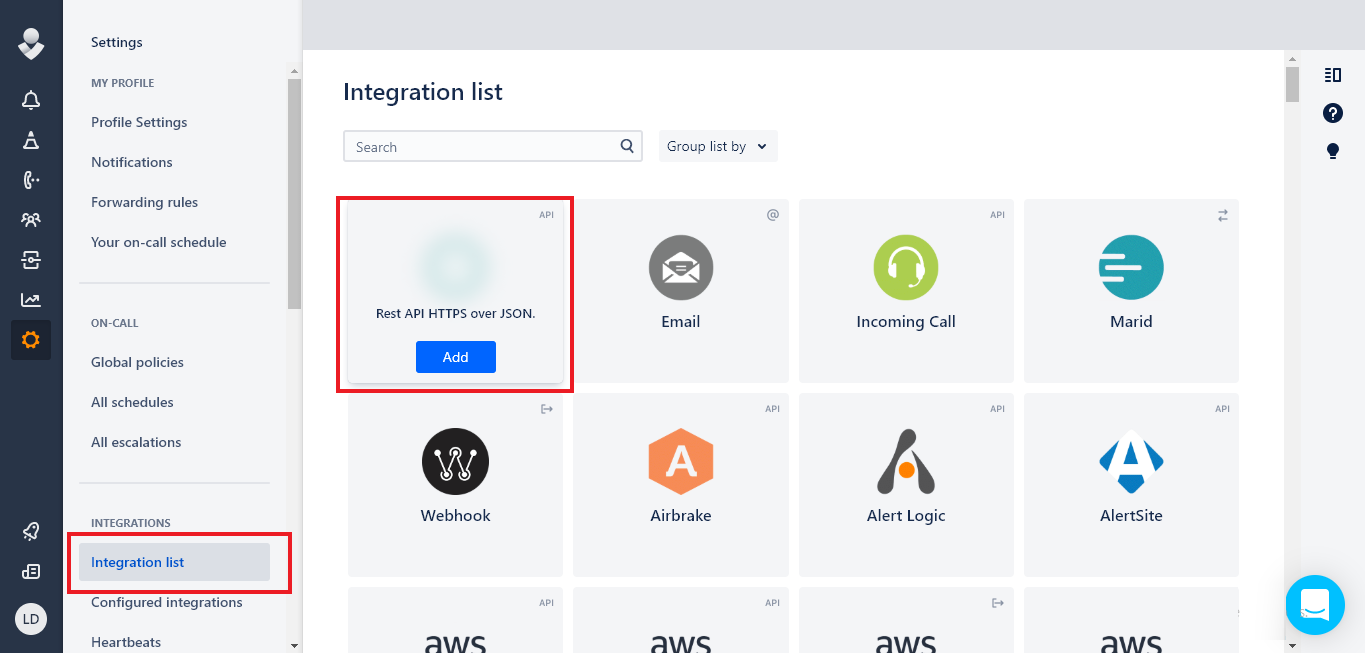 Settings
MY PROFILE
Profile Settings
Notifications
Forwarding rules
Your on-call schedule
ON-CALL
Global policies
All schedules
All escalations
INTEGRATIONS
Integration list
Configured integrations
Heartbeats
LD
Integration list
Search
Group list by
API
Rest API HTTPS over JSON.
Add
@
Email
API
Incoming Call
Marid
Webhook
API
A
Airbrake
API
Alert Logic
API
AlertSite
API
aws
API
aws
aws
aws